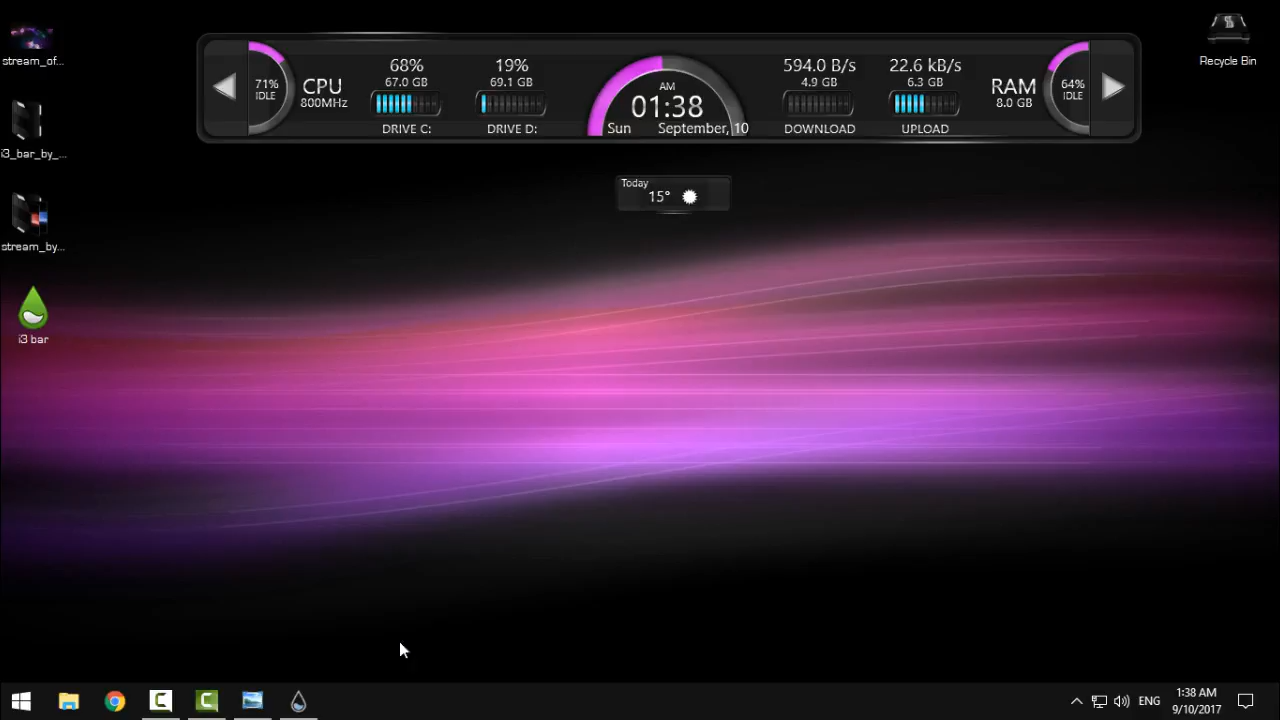 stream_of...
i3_bar_by_...
stream_by...
i3 bar
71%
IDLE
CPU
800MHz
68%
67.0 GB
DRIVE C:
19%
69.1 GB
DRIVE D:
AM
01:38
Sun September, 10
594.0 B/s
4.9 GB
DOWNLOAD
22.6 kB/s
6.3 GB
UPLOAD
RAM
8.0 GB
64%
IDLE
Recycle Bin
Today
15°
ENG
1:38 AM
9/10/2017